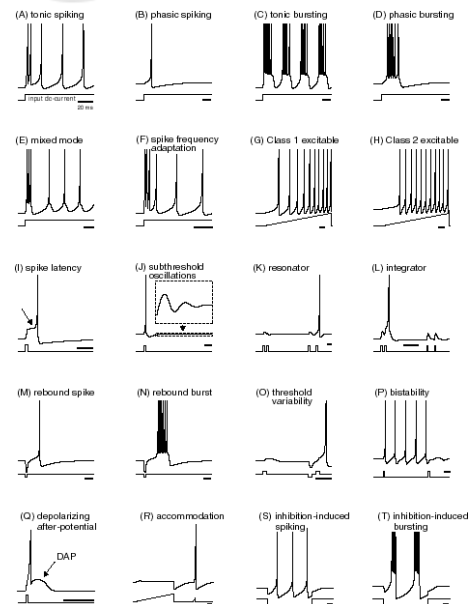 (A) tonic spiking
(B) phasic spiking
(C) tonic bursting
(D) phasic bursting
input dc-current
20 ms
(E) mixed mode
(F) spike frequency
adaptation
(G) Class 1 excitable
(H) Class 2 excitable
(I) spike latency
(J) subthreshold
oscillations
(K) resonator
(L) integrator
(M) rebound spike
(N) rebound burst
(O) threshold
variability
(P) bistability
(Q) depolarizing
after-potential
DAP
(R) accommodation
(S) inhibition-induced
spiking
(T) inhibition-induced
bursting